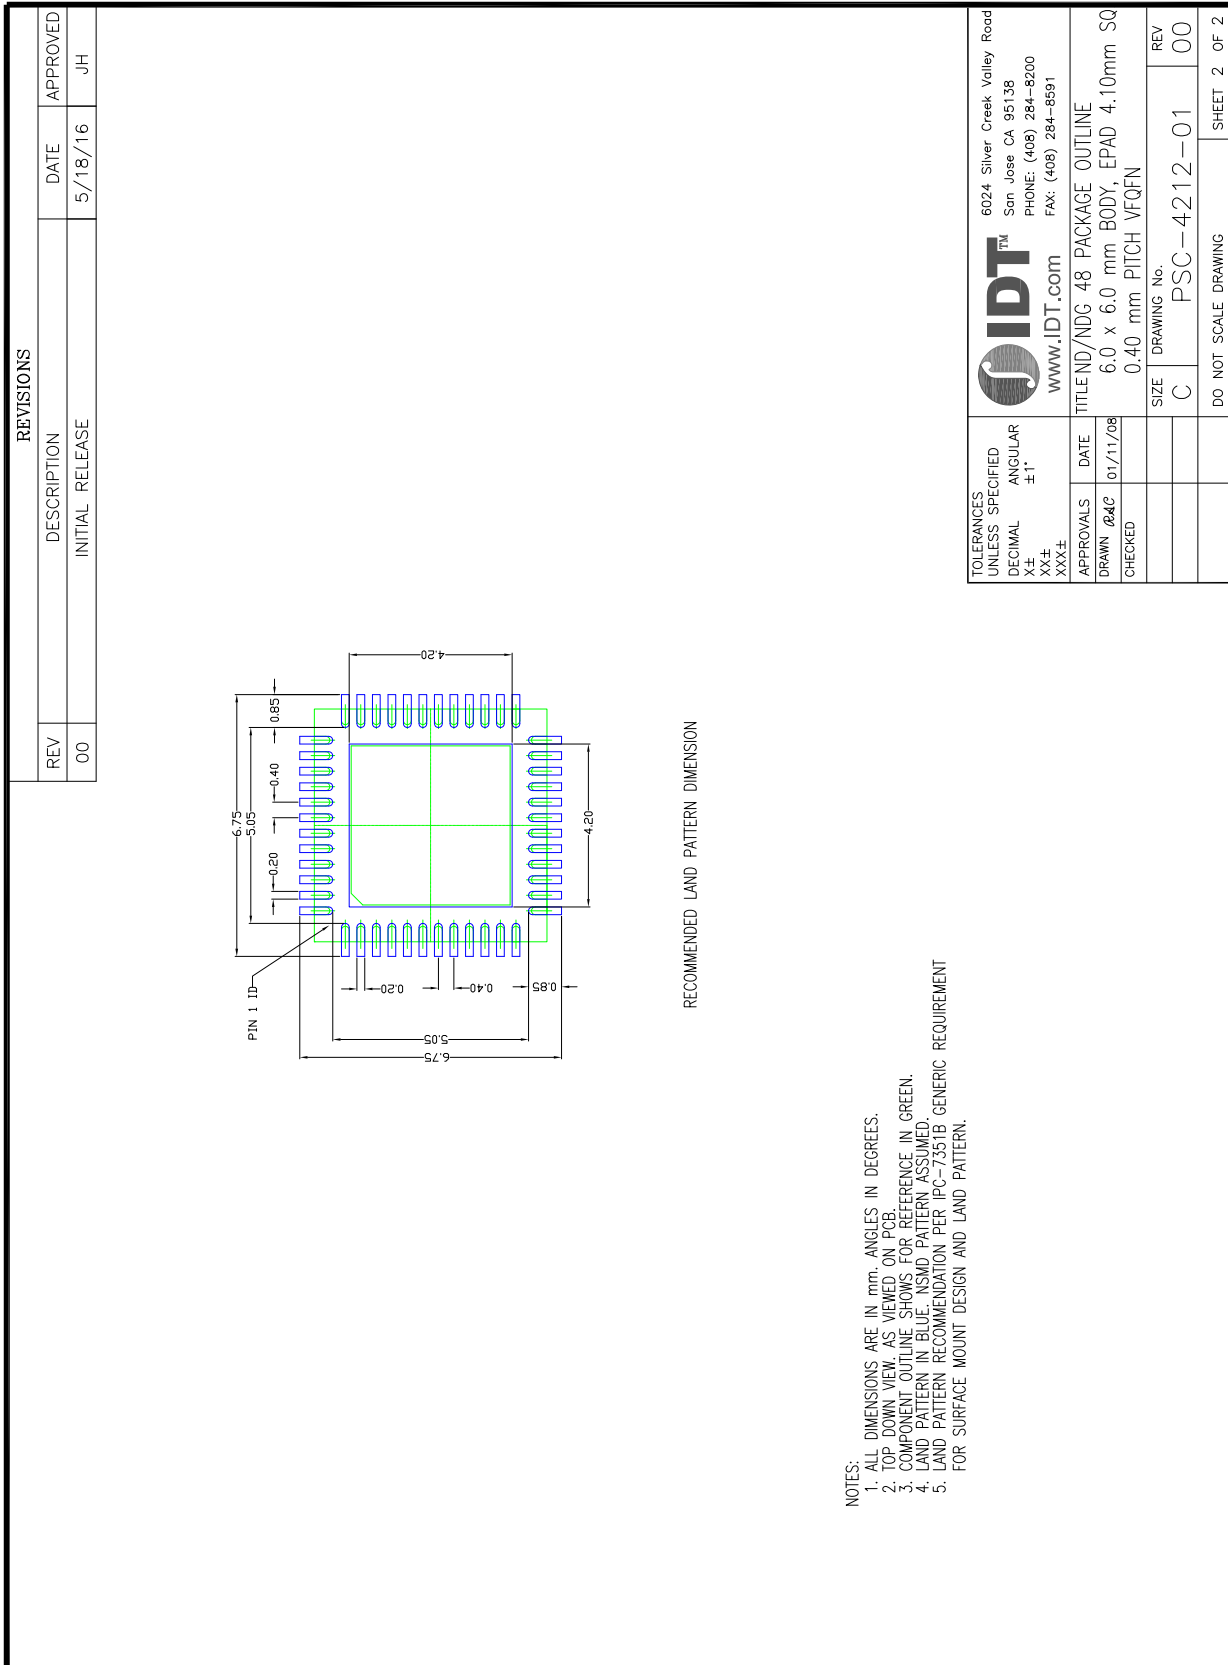 REVISIONS
REV DESCRIPTION DATE APPROVED
00 INITIAL RELEASE 5/18/16 JH
6.75
5.05
0.20
0.40
0.85
PIN 1 ID
4.20
4.20
0.20
0.40
0.85
5.05
6.75
RECOMMENDED LAND PATTERN DIMENSION
NOTES:
1. ALL DIMENSIONS ARE IN mm. ANGLES IN DEGREES.
2. TOP DOWN VIEW. AS VIEWED ON PCB.
3. COMPONENT OUTLINE SHOWS FOR REFERENCE IN GREEN.
4. LAND PATTERN IN BLUE. NSMD PATTERN ASSUMED.
5. LAND PATTERN RECOMMENDATION PER IPC-7351B GENERIC REQUIREMENT
FOR SURFACE MOUNT DESIGN AND LAND PATTERN.
TOLERANCES
UNLESS SPECIFIED
DECIMAL ANGULAR
X± ±1°
XX±
XXX±
APPROVALS DATE
DRAWN RAC 01/11/08
CHECKED
IDT™
www.IDT.com
6024 Silver Creek Valley Road
San Jose CA 95138
PHONE: (408) 284-8200
FAX: (408) 284-8591
TITLE ND/NDG 48 PACKAGE OUTLINE
6.0 x 6.0 mm BODY, EPAD 4.10mm SQ
0.40 mm PITCH VFQFN
SIZE DRAWING No. REV
C PSC-4212-01 00
DO NOT SCALE DRAWING SHEET 2 OF 2